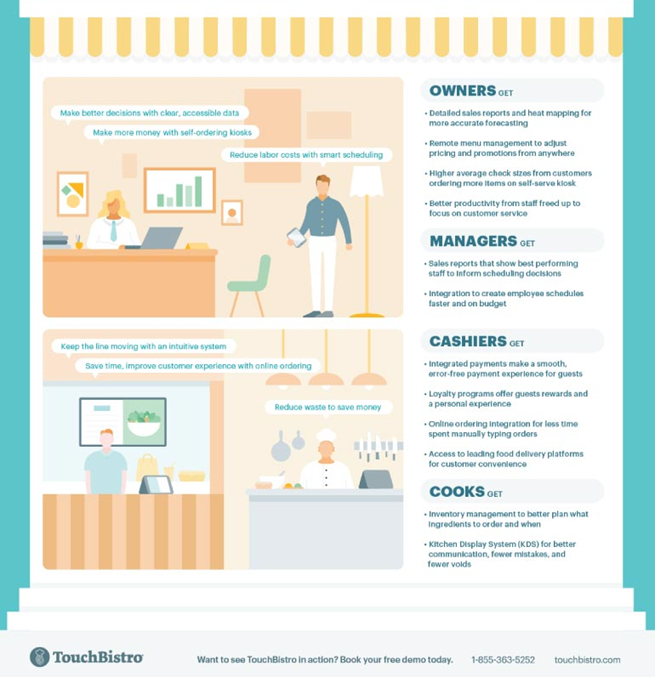 Make better decisions with clear, accessible data
Make more money with self-ordering kiosks
Reduce labor costs with smart scheduling
OWNERS GET
• Detailed sales reports and heat mapping for
more accurate forecasting
• Remote menu management to adjust
pricing and promotions from anywhere
• Higher average check sizes from customers
ordering more items on self-serve kiosk
• Better productivity from staff freed up to
focus on customer service
MANAGERS GET
• Sales reports that show best performing
staff to inform scheduling decisions
• Integration to create employee schedules
faster and on budget
Keep the line moving with an intuitive system
Save time, improve customer experience with online ordering
Reduce waste to save money
CASHIERS GET
• Integrated payments make a smooth,
error-free payment experience for guests
• Loyalty programs offer guests rewards and
a personal experience
• Online ordering integration for less time
spent manually typing orders
• Access to leading food delivery platforms
for customer convenience
COOKS GET
• Inventory management to better plan what
ingredients to order and when
• Kitchen Display System (KDS) for better
communication, fewer mistakes, and
fewer voids
TouchBistro
Want to see TouchBistro in action? Book your free demo today. 1-855-363-5252 touchbistro.com